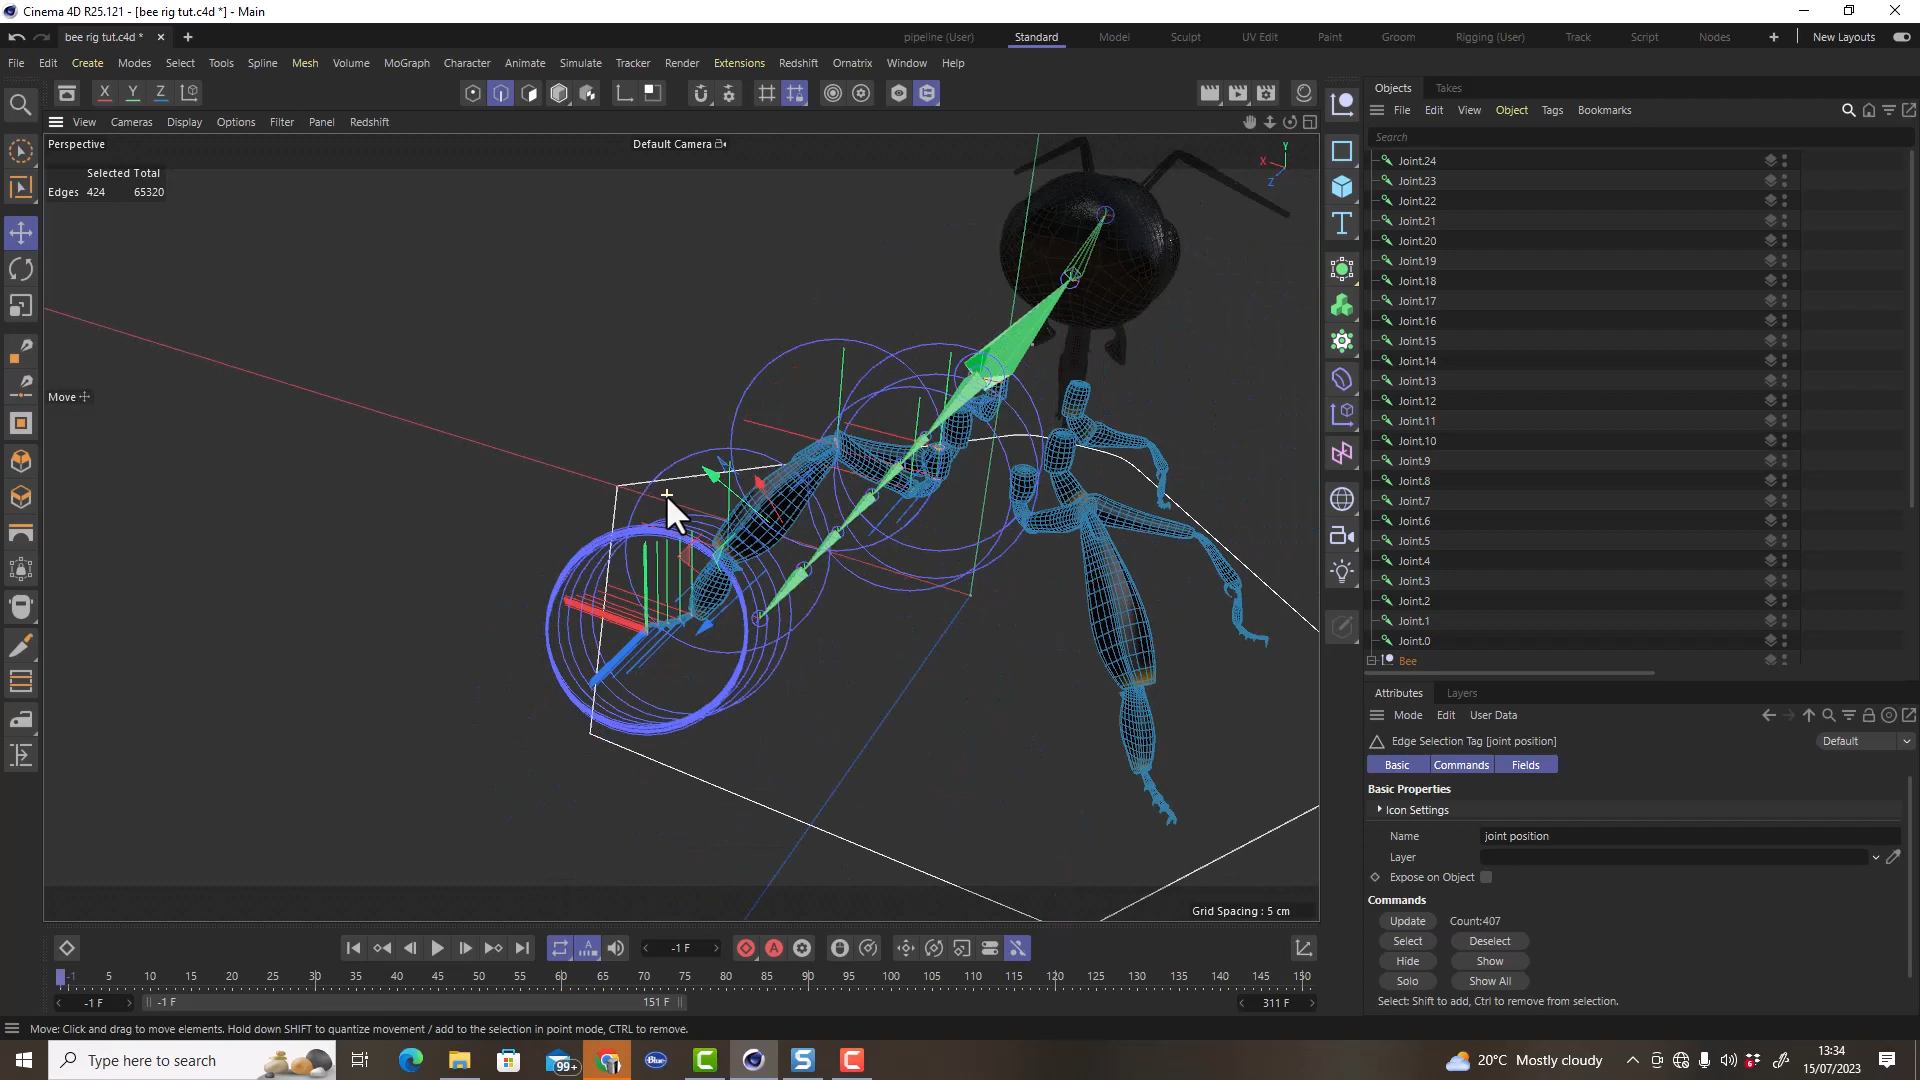 Cinema 4D R25.121 - [bee rig tut.c4d *] - Main
bee rig tut.c4d *
pipeline (User) Standard Model Sculpt UV Edit Paint Groom Rigging (User) Track Script Nodes New Layouts
File Edit Create Modes Select Tools Spline Mesh Volume MoGraph Character Animate Simulate Tracker Render Extensions Redshift Ornatrix Window Help
X Y Z
Objects Takes
File Edit View Object Tags Bookmarks
View Cameras Options Display Filter Panel Redshift
Search
Perspective
Default Camera
Y
X
Z
Selected Total
Edges 424 65320
Move
Joint.24
Joint.23
Joint.22
Joint.21
Joint.20
Joint.19
Joint.18
Joint.17
Joint.16
Joint.15
Joint.14
Joint.13
Joint.12
Joint.11
Joint.10
Joint.9
Joint.8
Joint.7
Joint.6
Joint.5
Joint.4
Joint.3
Joint.2
Joint.1
Joint.0
Bee
Attributes Layers
Mode Edit User Data
Edge Selection Tag [joint position]
Default
Basic Commands Fields
Basic Properties
Icon Settings
Name joint position
Layer
Expose on Object
Commands
Update Count:407
Select Deselect
Hide Show
Solo Show All
Select: Shift to add, Ctrl to remove from selection.
Grid Spacing : 5 cm
-1 F
-1 5 10 15 20 25 30 35 40 45 50 55 60 65 70 75 80 85 90 95 100 105 110 115 120 125 130 135 140 145 150
-1 F -1 F 151 F 311 F
Move: Click and drag to move elements. Hold down SHIFT to quantize movement / add to the selection in point mode, CTRL to remove.
Type here to search
99+
Blue
20°C Mostly cloudy
13:34
15/07/2023